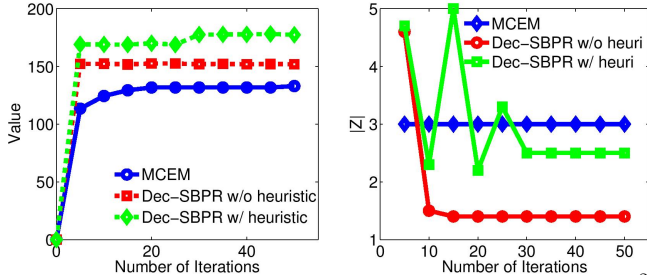 200
150
100
50
0
Value
0
20
40
Number of Iterations
MCEM
Dec-SBPR w/o heuristic
Dec-SBPR w/ heuristic
5
4
3
2
1
|Z|
0
10
20
30
40
50
Number of Iterations
MCEM
Dec-SBPR w/o heuri
Dec-SBPR w/ heuri